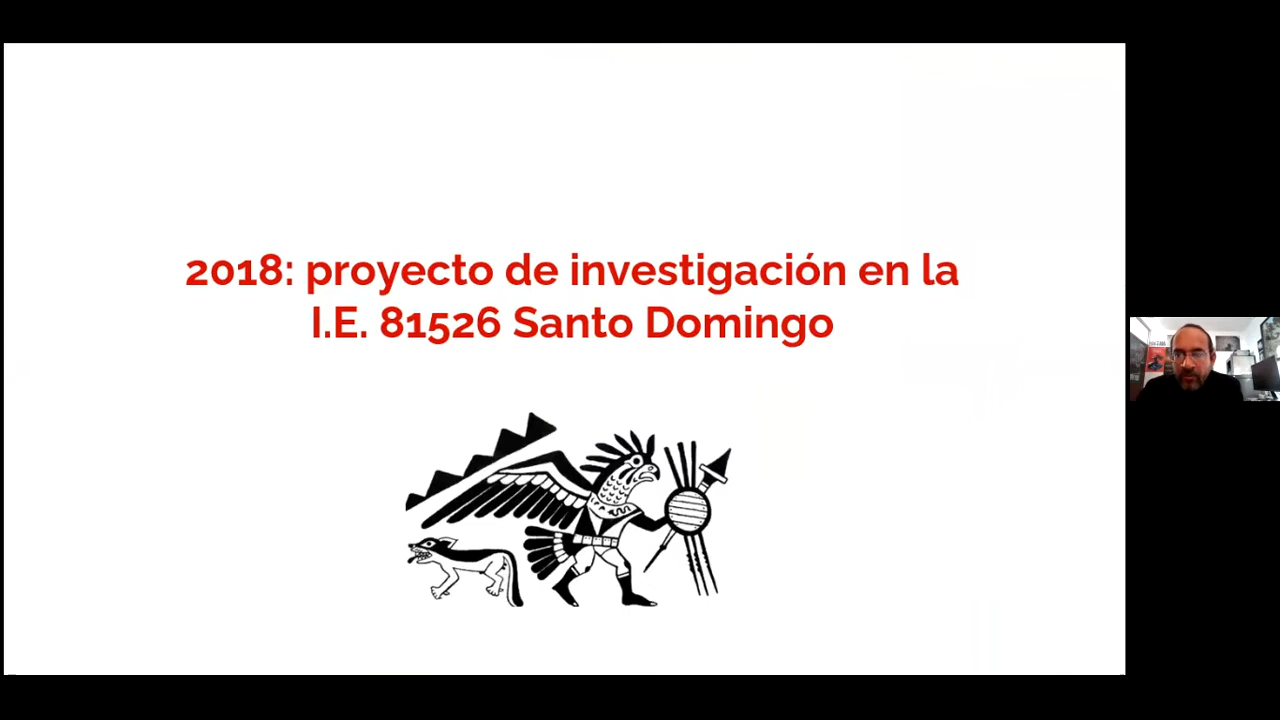 2018: proyecto de investigación en la
I.E. 81526 Santo Domingo